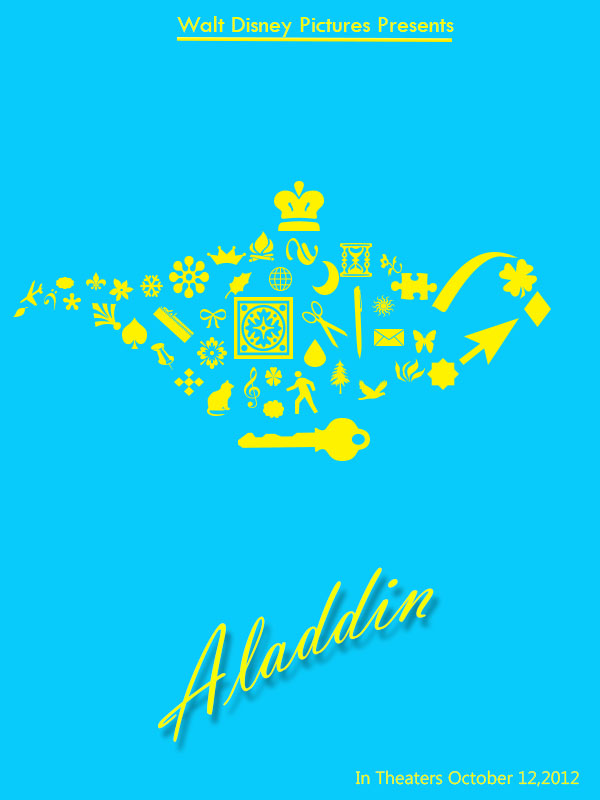 Walt Disney Pictures Presents
Aladdin
In Theaters October 12,2012